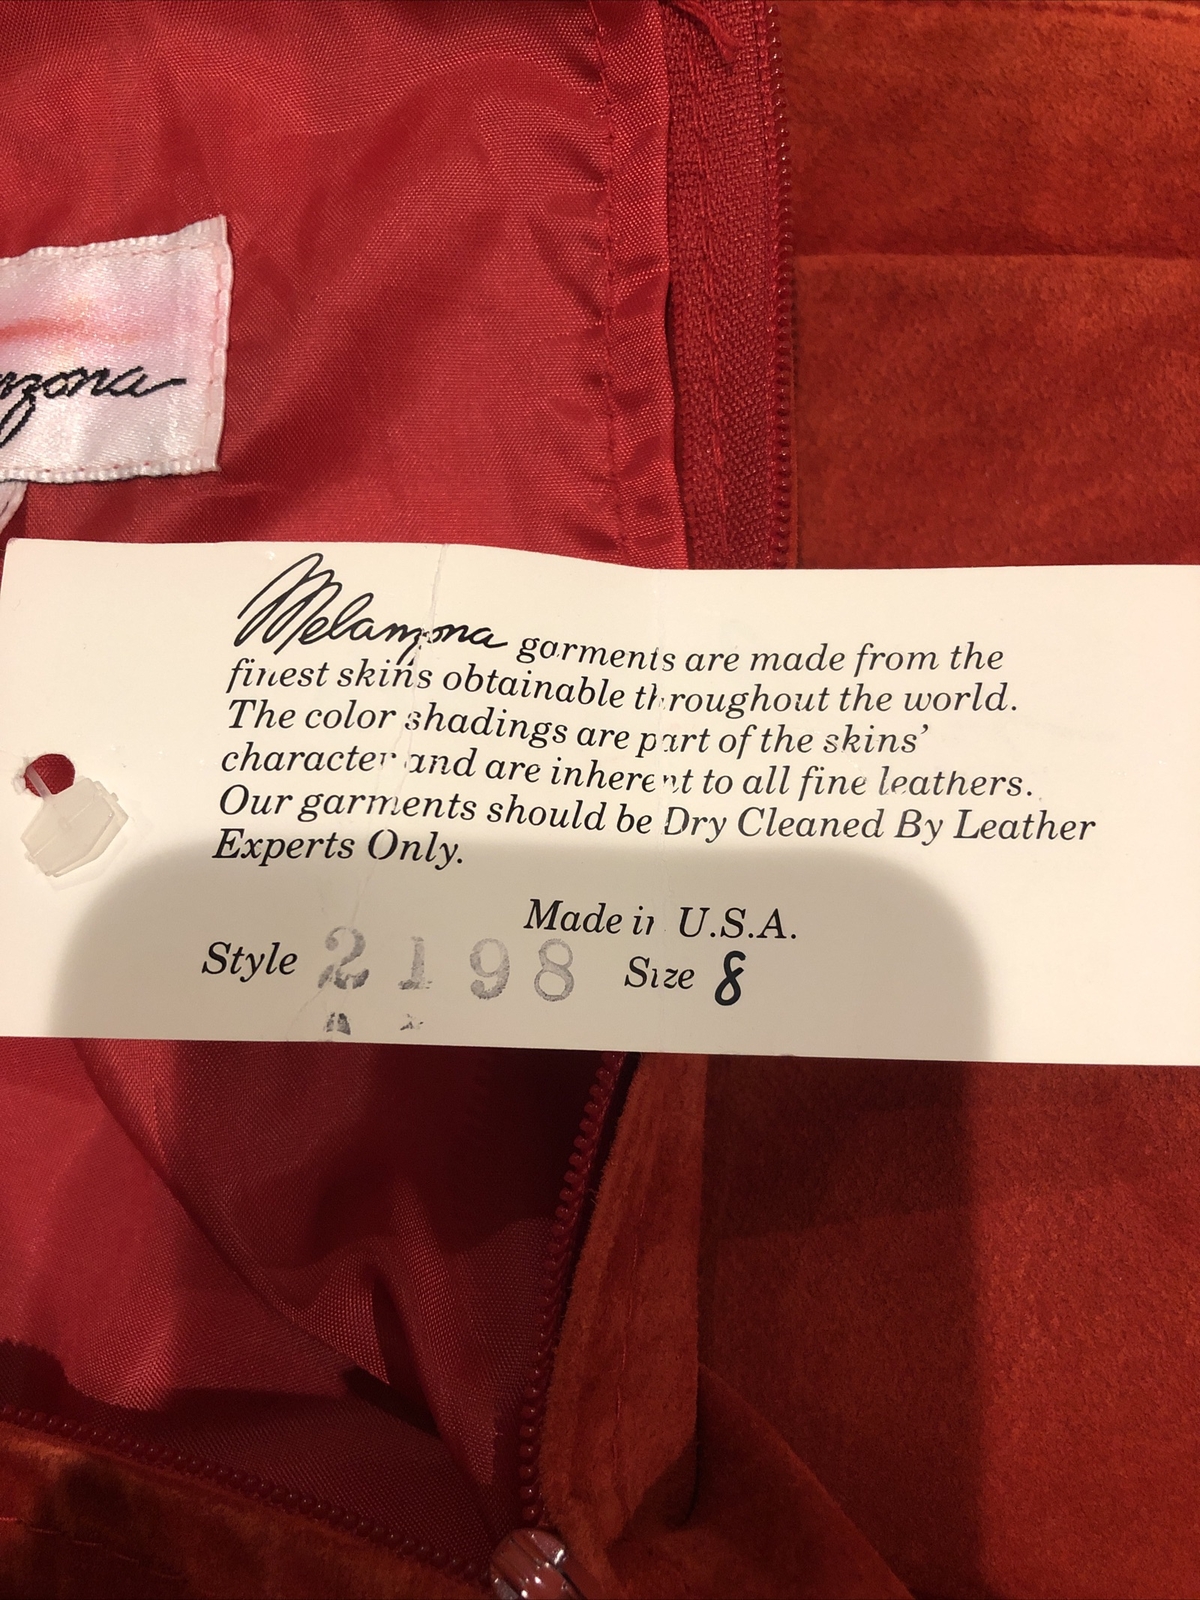 nzona
Melanzona garments are made from the
finest skins obtainable throughout the world.
The color shadings are part of the skins'
character and are inherent to all fine leathers.
Our garments should be Dry Cleaned By Leather
Experts Only.
Made in U.S.A.
Style 2198 Size 8